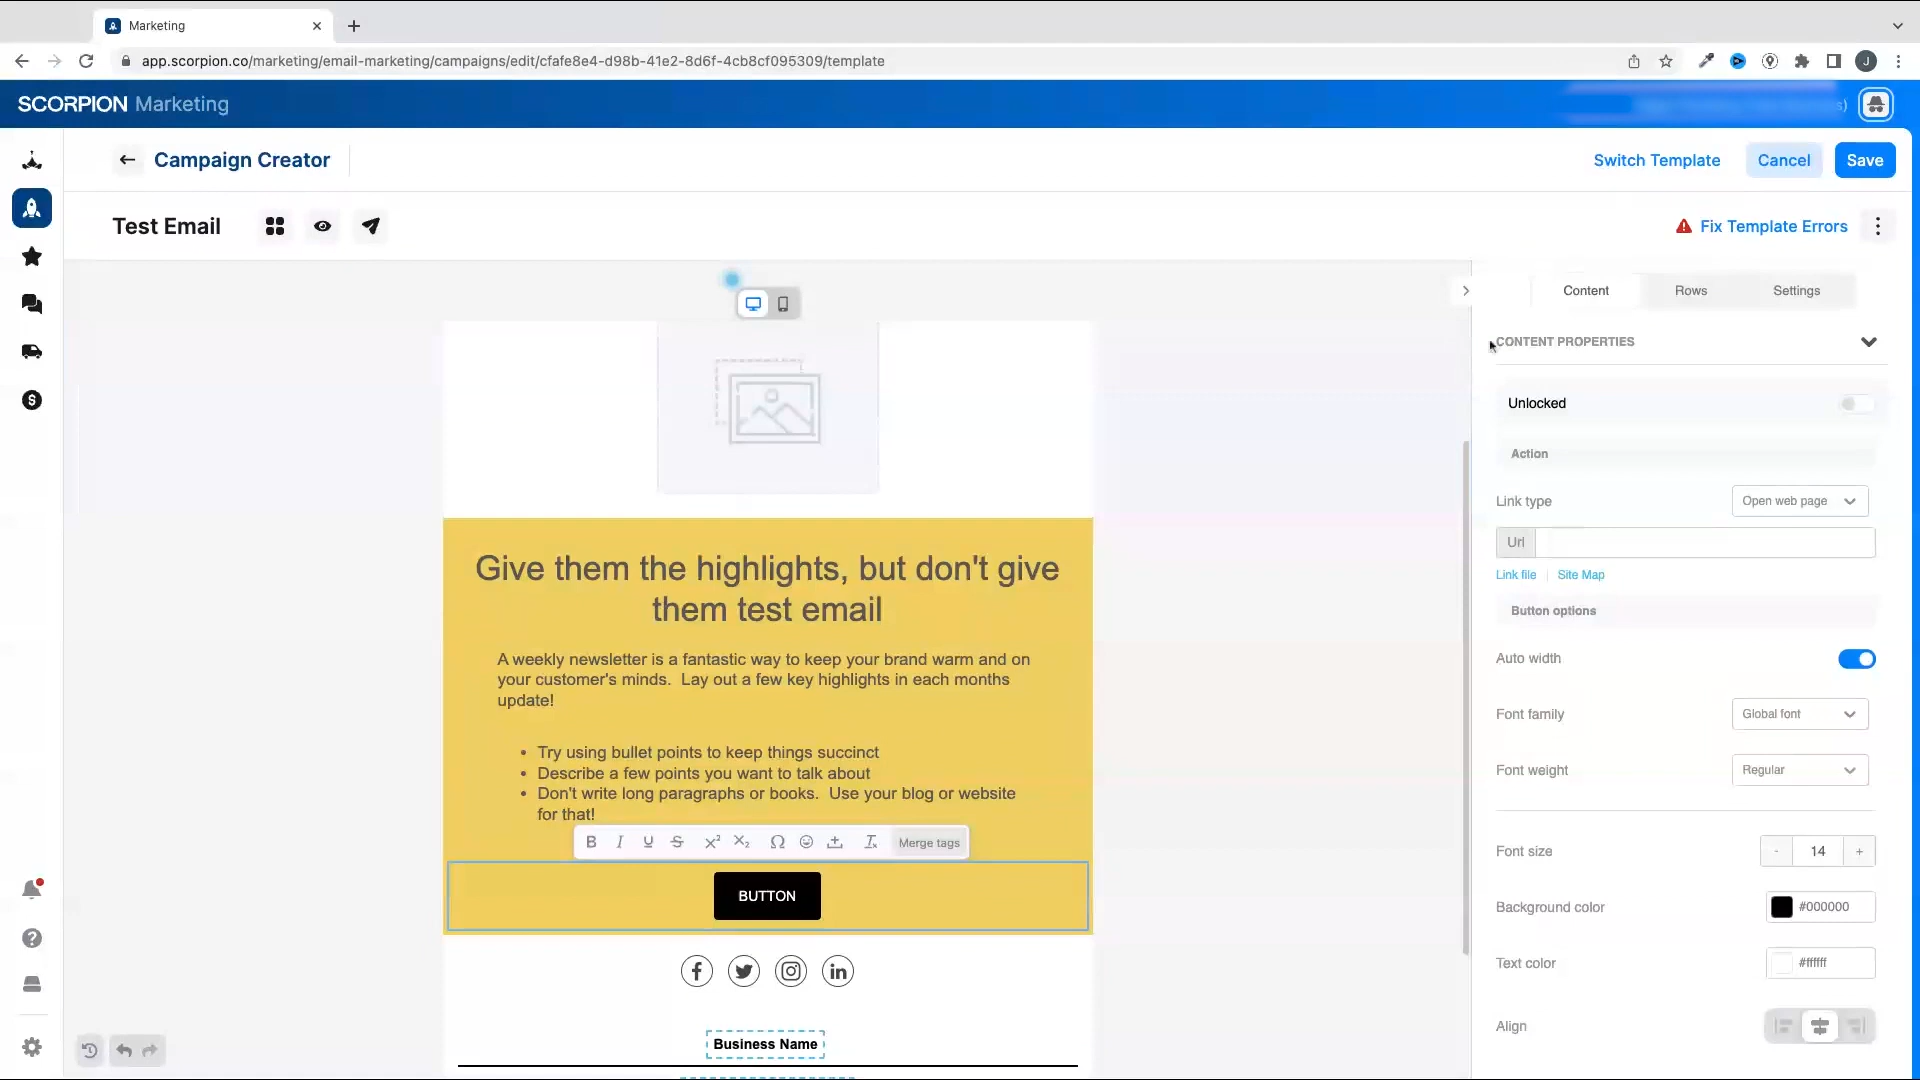 Marketing
app.scorpion.co/marketing/email-marketing/campaigns/edit/cfafe8e4-d98b-41e2-8d6f-4cb8cf095309/template
J
SCORPION Marketing
Campaign Creator
Switch Template
Cancel
Save
Test Email
Fix Template Errors
Content
Rows
Settings
CONTENT PROPERTIES
Unlocked
Action
Link type
Open web page
Url
Link file
Site Map
Button options
Auto width
Font family
Global font
Font weight
Regular
Font size
- 14 +
Background color
#000000
Text color
#ffffff
Align
Give them the highlights, but don't give
them test email
A weekly newsletter is a fantastic way to keep your brand warm and on
your customer's minds.  Lay out a few key highlights in each months
update!
• Try using bullet points to keep things succinct
• Describe a few points you want to talk about
• Don't write long paragraphs or books.  Use your blog or website
for that!
B I U S X² X₂ Ω Tx Merge tags
BUTTON
Business Name